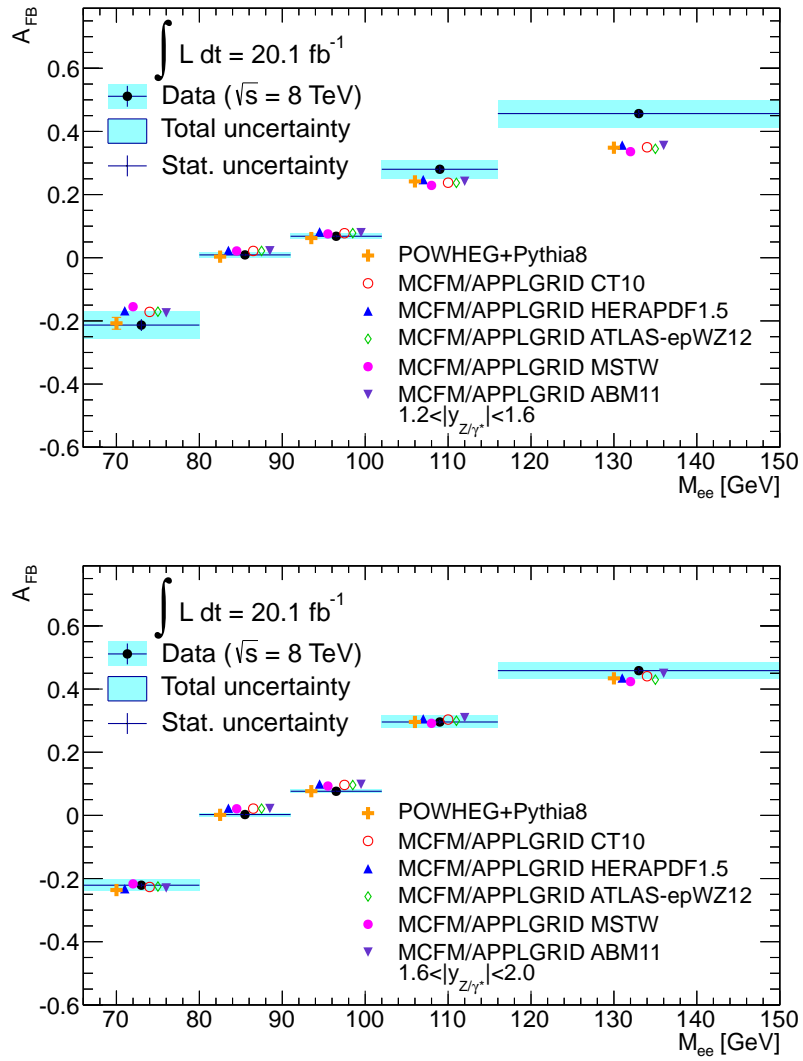 A_FB
∫ L dt = 20.1 fb⁻¹
Data (√s = 8 TeV)
Total uncertainty
Stat. uncertainty
POWHEG+Pythia8
MCFM/APPLGRID CT10
MCFM/APPLGRID HERAPDF1.5
MCFM/APPLGRID ATLAS-epWZ12
MCFM/APPLGRID MSTW
MCFM/APPLGRID ABM11
1.2<|y_Z/γ*|<1.6
0.6
0.4
0.2
0
-0.2
-0.4
-0.6
70 80 90 100 110 120 130 140 150
M_ee [GeV]
A_FB
∫ L dt = 20.1 fb⁻¹
Data (√s = 8 TeV)
Total uncertainty
Stat. uncertainty
POWHEG+Pythia8
MCFM/APPLGRID CT10
MCFM/APPLGRID HERAPDF1.5
MCFM/APPLGRID ATLAS-epWZ12
MCFM/APPLGRID MSTW
MCFM/APPLGRID ABM11
1.6<|y_Z/γ*|<2.0
0.6
0.4
0.2
0
-0.2
-0.4
-0.6
70 80 90 100 110 120 130 140 150
M_ee [GeV]